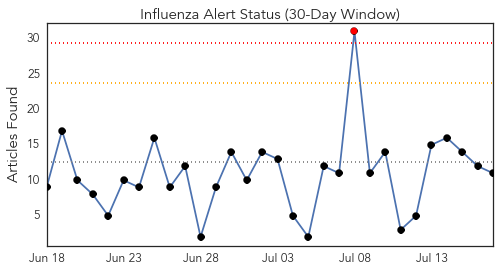 Influenza Alert Status (30-Day Window)
Articles Found
30
25
20
15
10
5
Jun 18 Jun 23 Jun 28 Jul 03 Jul 08 Jul 13